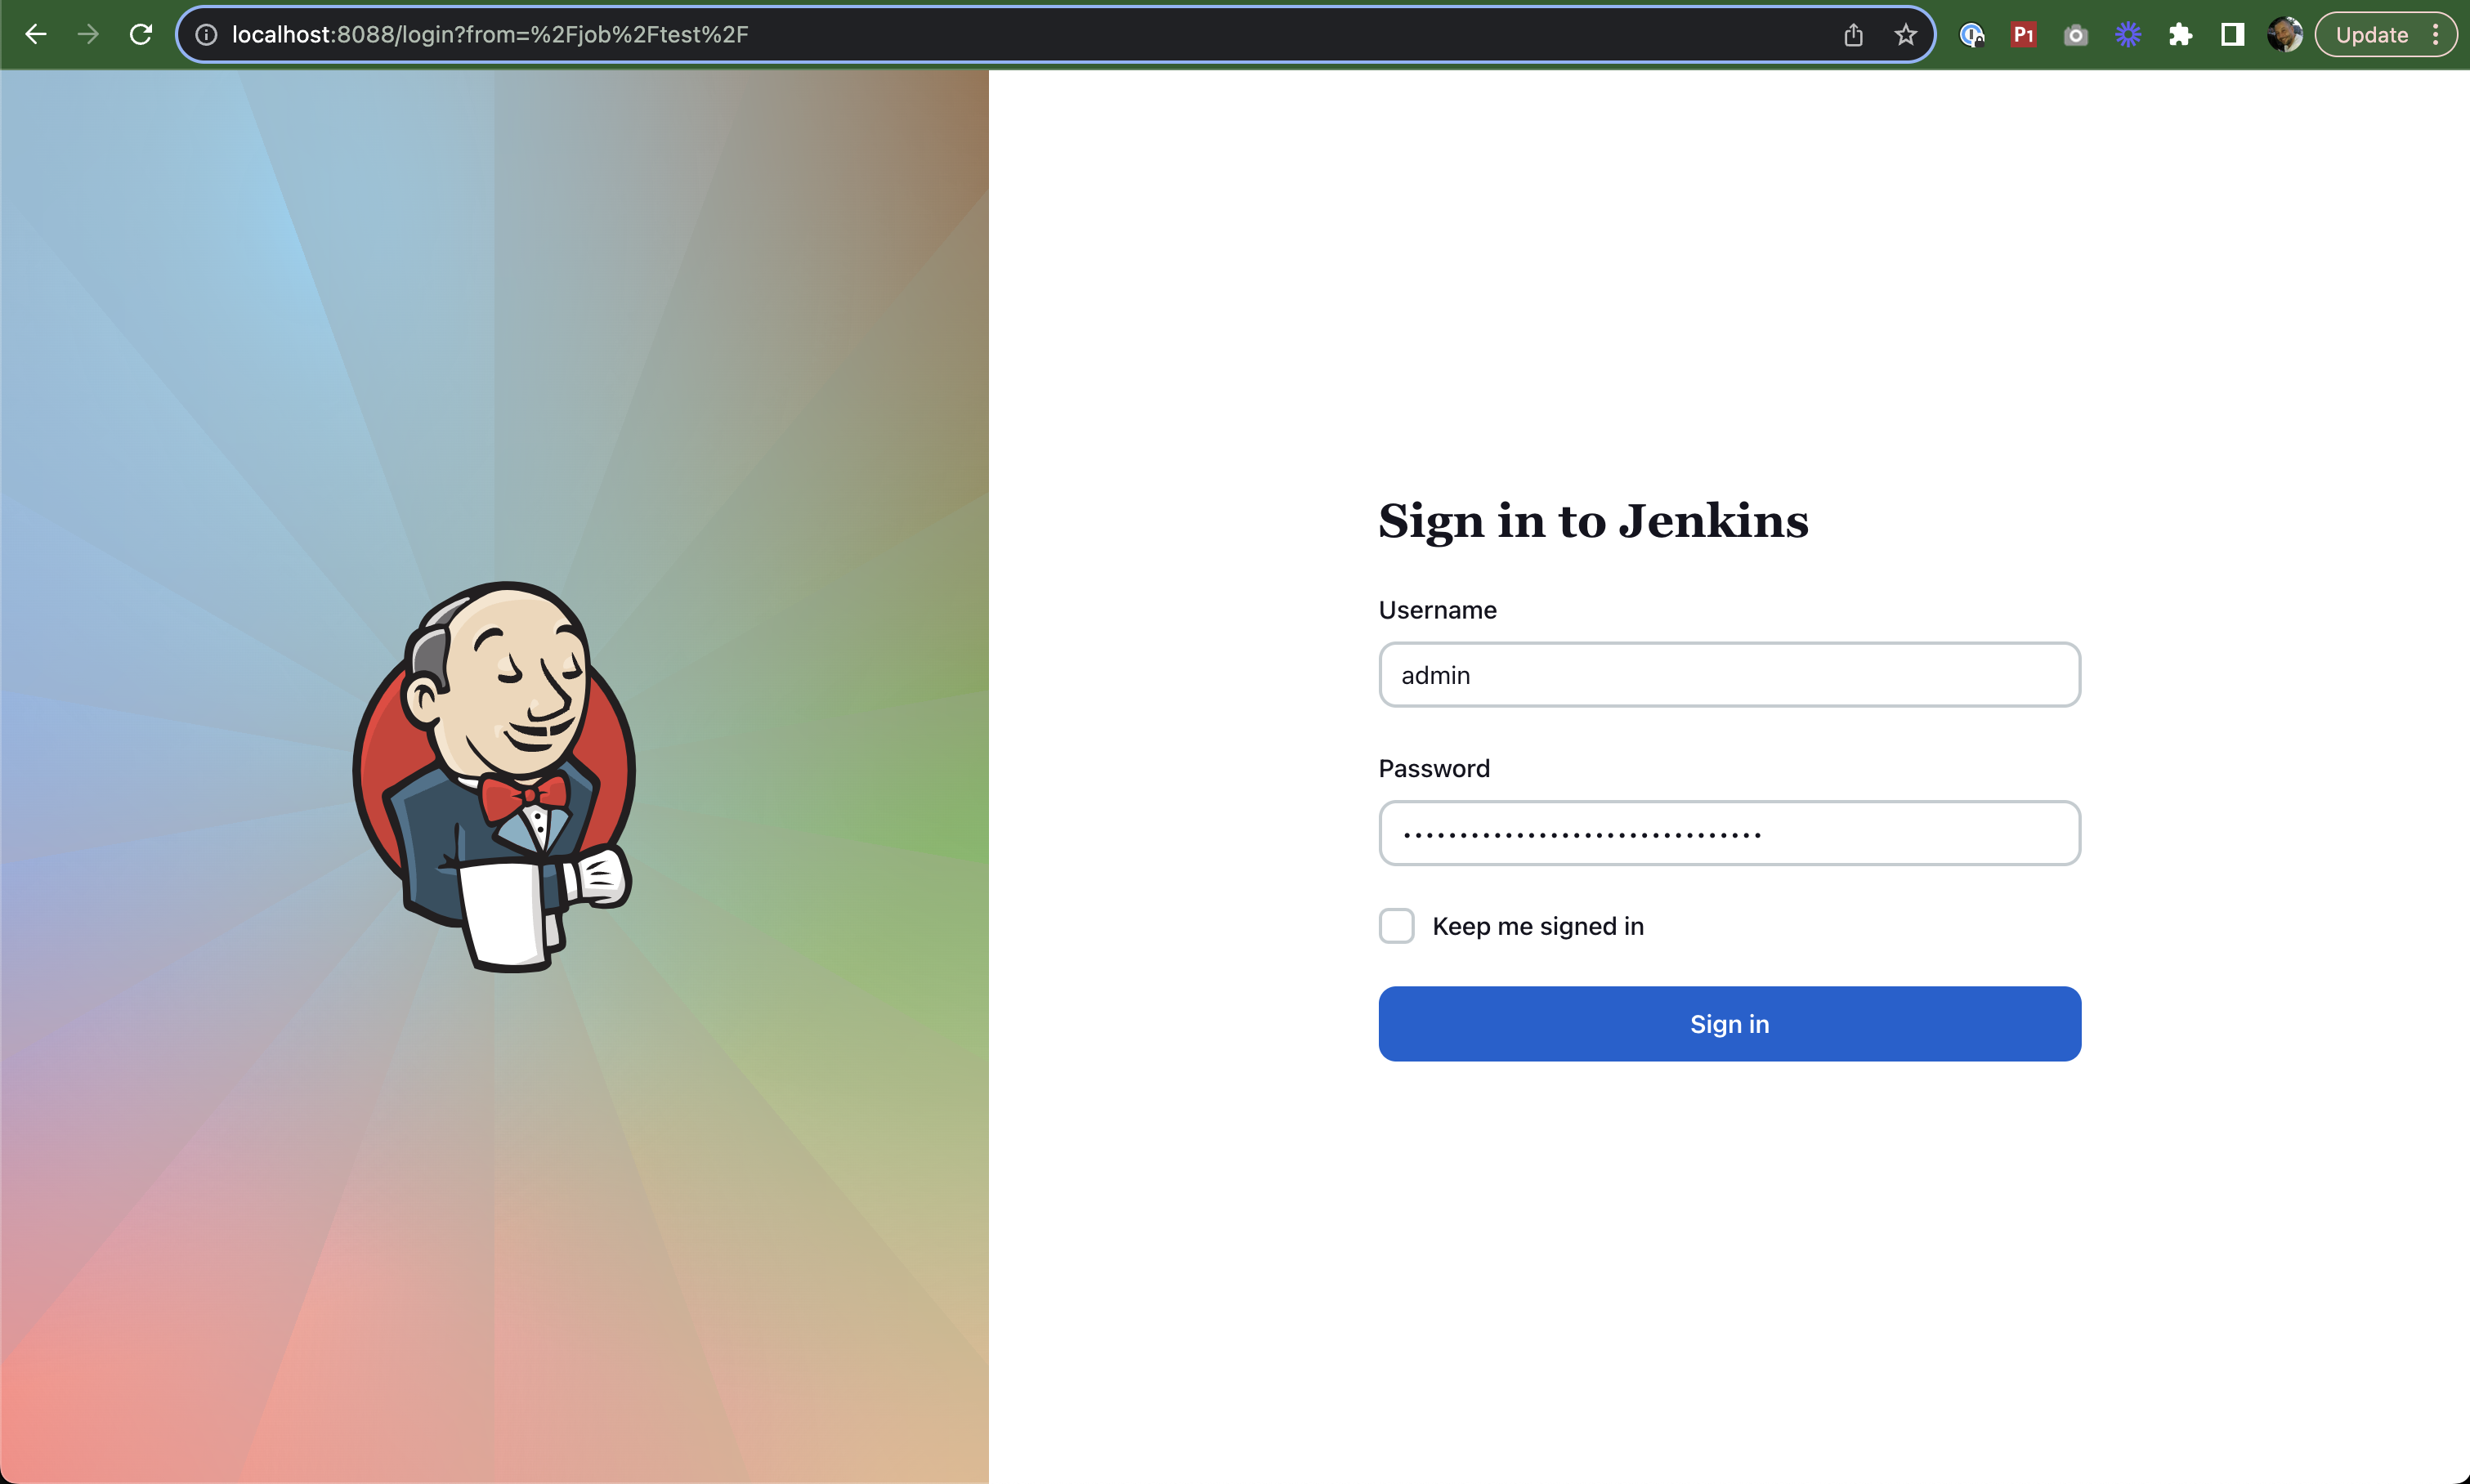 localhost:8088/login?from=%2Fjob%2Ftest%2F
P1
Update
Sign in to Jenkins
Username
admin
Password
Keep me signed in
Sign in